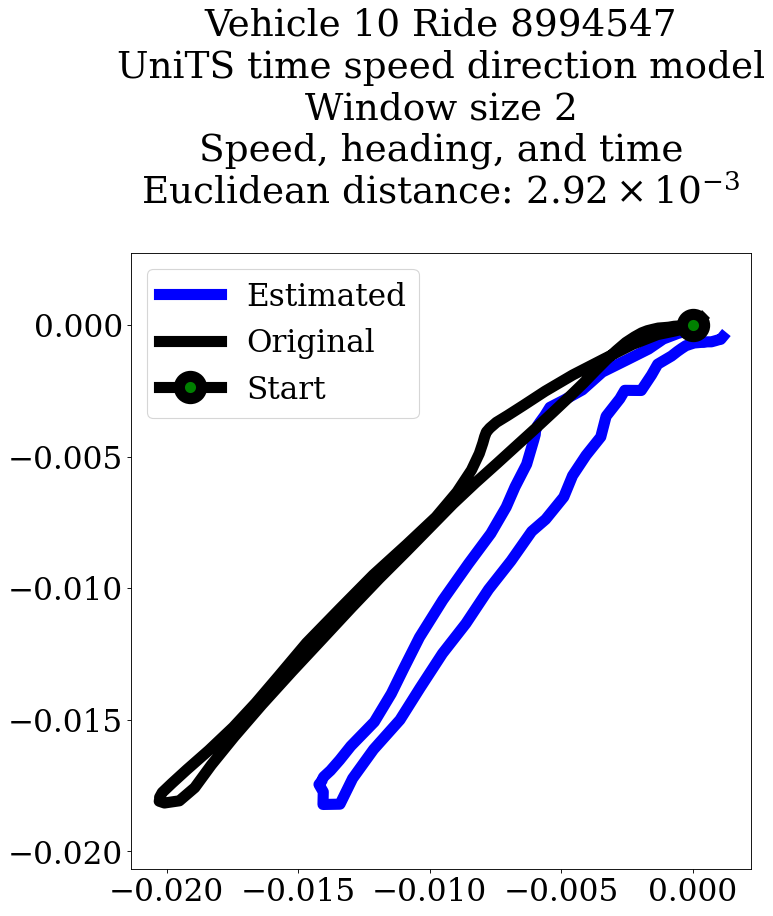 Vehicle 10 Ride 8994547
UniTS time speed direction model
Window size 2
Speed, heading, and time
Euclidean distance: 2.92 × 10⁻³
Estimated
Original
Start
0.000
−0.005
−0.010
−0.015
−0.020
−0.020 −0.015 −0.010 −0.005 0.000